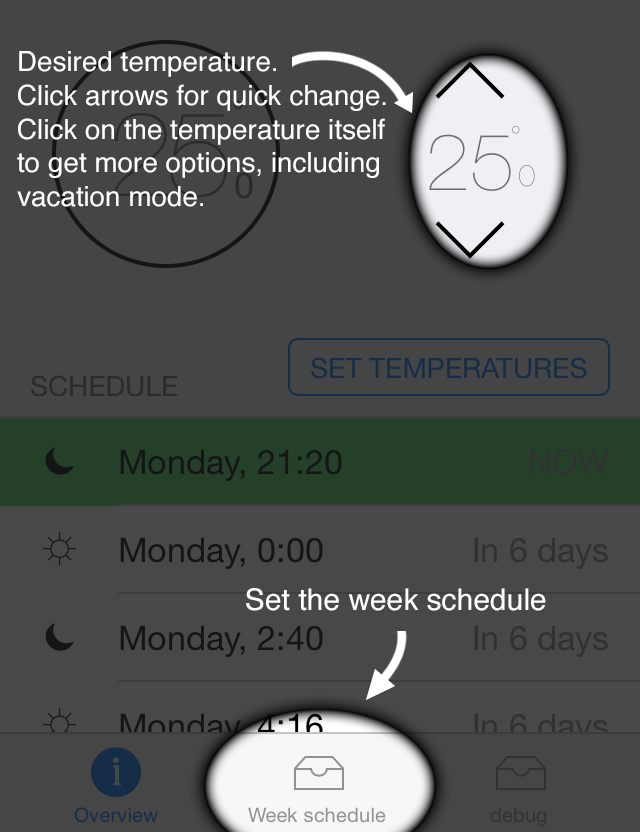 Desired temperature.
Click arrows for quick change.
Click on the temperature itself
to get more options, including
vacation mode.
25°0
25°0
SET TEMPERATURES
SCHEDULE
Monday, 21:20 NOW
Monday, 0:00 In 6 days
Set the week schedule
Monday, 2:40 In 6 days
Monday, 4:16 In 6 days
Overview Week schedule debug